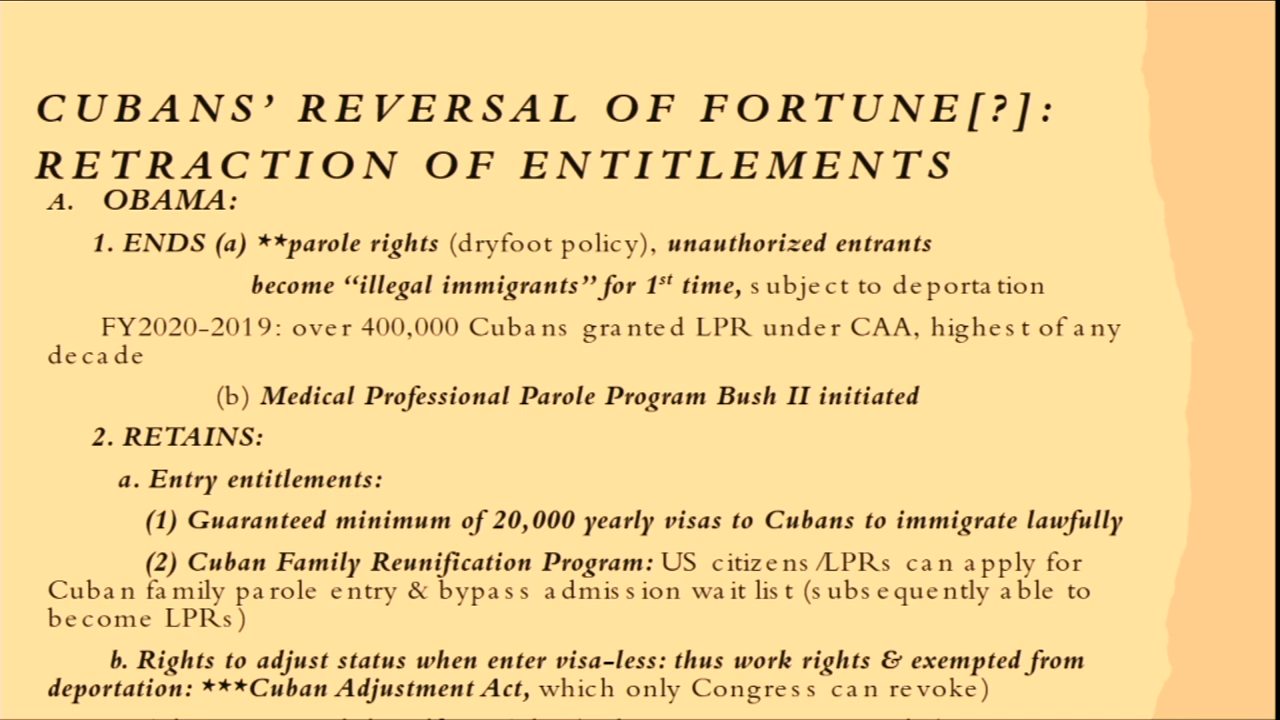 CUBANS' REVERSAL OF FORTUNE[?]:
RETRACTION OF ENTITLEMENTS
A. OBAMA:
1. ENDS (a) **parole rights (dryfoot policy), unauthorized entrants
become “illegal immigrants” for 1st time, subject to deportation
FY2020-2019: over 400,000 Cubans granted LPR under CAA, highest of any
decade
(b) Medical Professional Parole Program Bush II initiated
2. RETAINS:
a. Entry entitlements:
(1) Guaranteed minimum of 20,000 yearly visas to Cubans to immigrate lawfully
(2) Cuban Family Reunification Program: US citizens /LPRs can apply for
Cuban family parole entry & bypass admission wait list (subsequently able to
become LPRs)
b. Rights to adjust status when enter visa-less: thus work rights & exempted from
deportation: ***Cuban Adjustment Act, which only Congress can revoke)